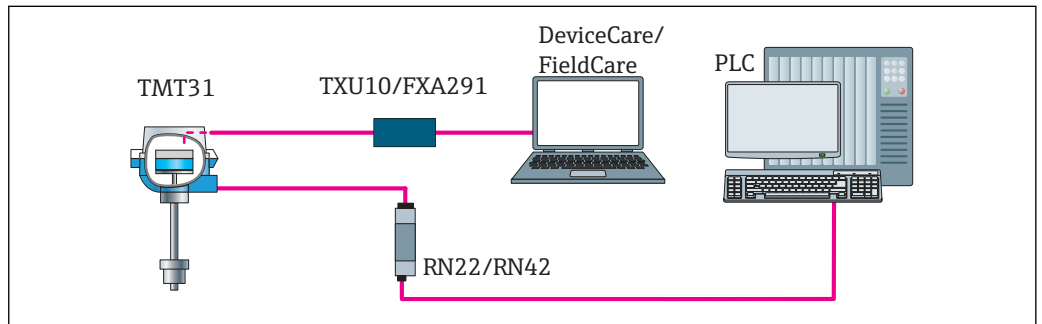 DeviceCare/
FieldCare
PLC
TMT31
TXU10/FXA291
RN22/RN42